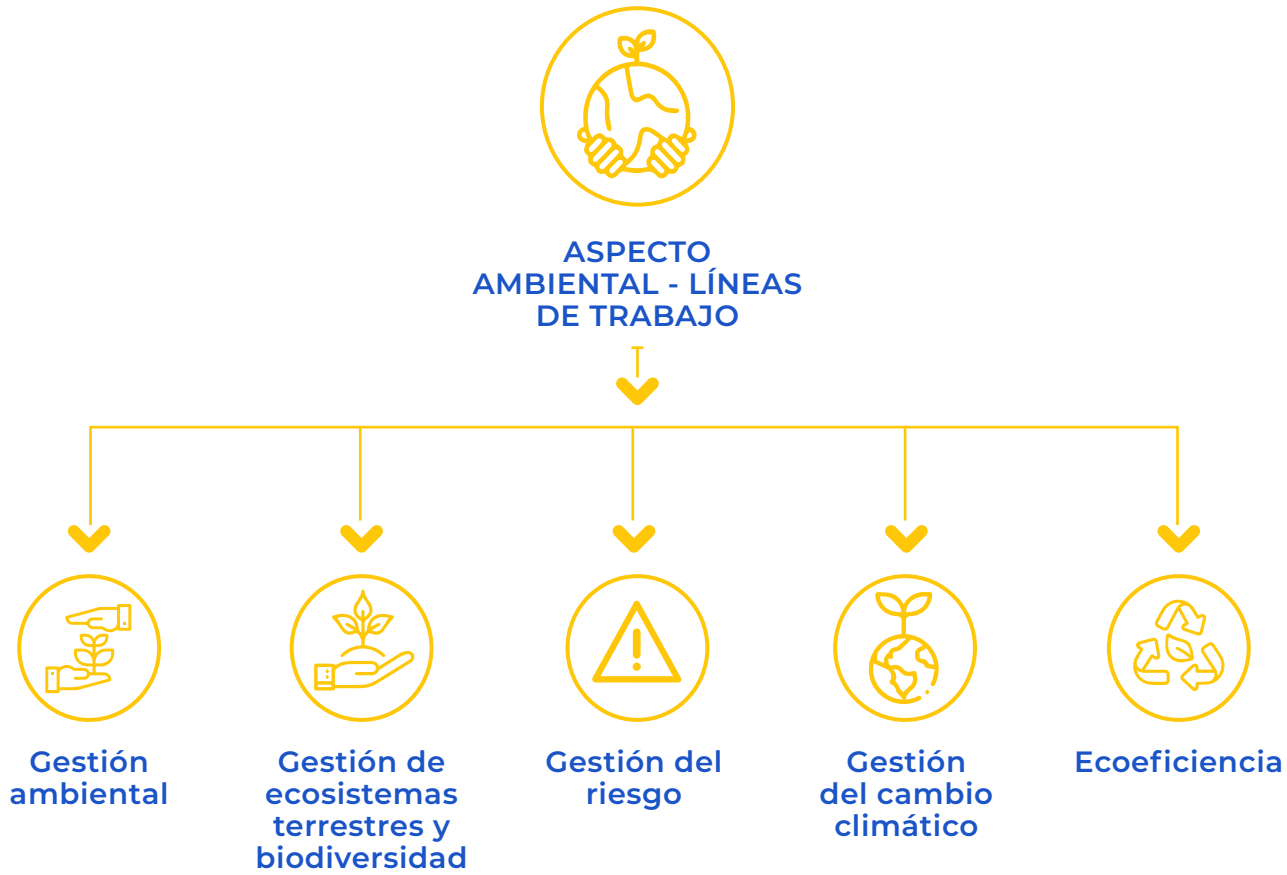 ASPECTO
AMBIENTAL - LÍNEAS
DE TRABAJO
Gestión
ambiental
Gestión de
ecosistemas
terrestres y
biodiversidad
Gestión del
riesgo
Gestión
del cambio
climático
Ecoeficiencia